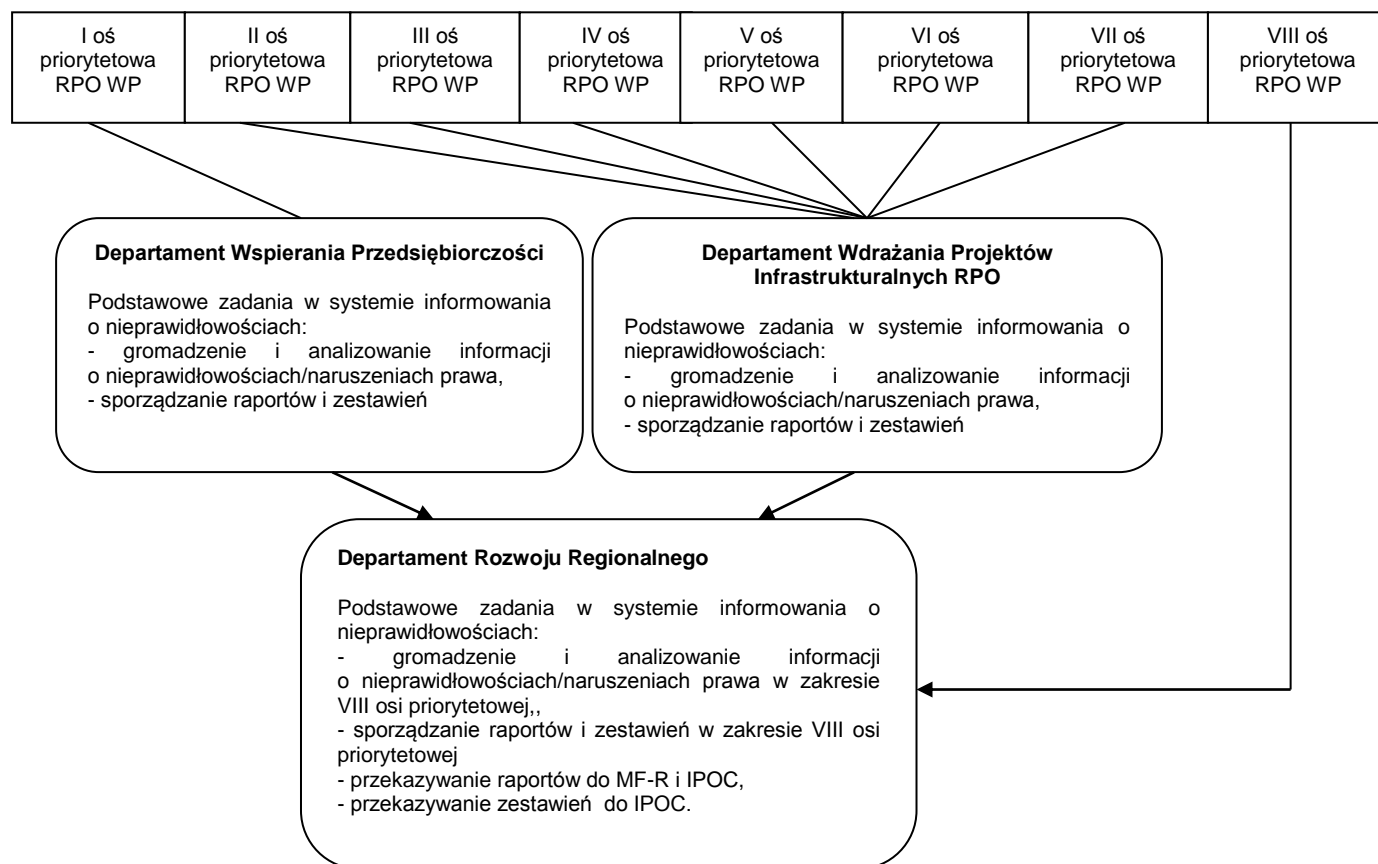 I oś
priorytetowa
RPO WP
II oś
priorytetowa
RPO WP
III oś
priorytetowa
RPO WP
IV oś
priorytetowa
RPO WP
V oś
priorytetowa
RPO WP
VI oś
priorytetowa
RPO WP
VII oś
priorytetowa
RPO WP
VIII oś
priorytetowa
RPO WP
Departament Wspierania Przedsiębiorczości
Podstawowe zadania w systemie informowania
o nieprawidłowościach:
- gromadzenie i analizowanie informacji
o nieprawidłowościach/naruszeniach prawa,
- sporządzanie raportów i zestawień
Departament Wdrażania Projektów
Infrastrukturalnych RPO
Podstawowe zadania w systemie informowania o
nieprawidłowościach:
- gromadzenie i analizowanie informacji
o nieprawidłowościach/naruszeniach prawa,
- sporządzanie raportów i zestawień
Departament Rozwoju Regionalnego
Podstawowe zadania w systemie informowania o
nieprawidłowościach:
- gromadzenie i analizowanie informacji
o nieprawidłowościach/naruszeniach prawa w zakresie
VIII osi priorytetowej,,
- sporządzanie raportów i zestawień w zakresie VIII osi
priorytetowej
- przekazywanie raportów do MF-R i IPOC,
- przekazywanie zestawień do IPOC.